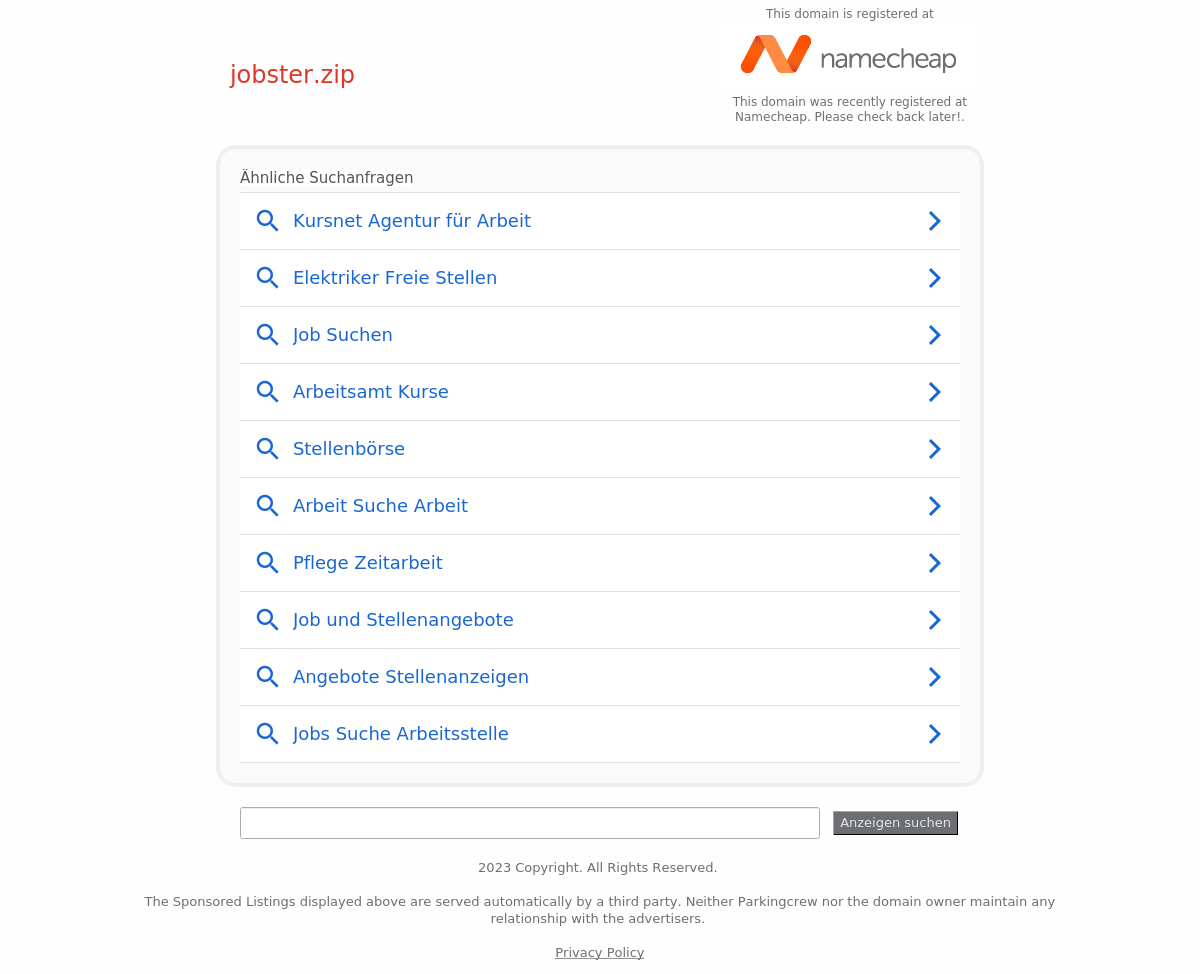 This domain is registered at
namecheap
jobster.zip
This domain was recently registered at
Namecheap. Please check back later!.
Ähnliche Suchanfragen
Kursnet Agentur für Arbeit
Elektriker Freie Stellen
Job Suchen
Arbeitsamt Kurse
Stellenbörse
Arbeit Suche Arbeit
Pflege Zeitarbeit
Job und Stellenangebote
Angebote Stellenanzeigen
Jobs Suche Arbeitsstelle
Anzeigen suchen
2023 Copyright. All Rights Reserved.
The Sponsored Listings displayed above are served automatically by a third party. Neither Parkingcrew nor the domain owner maintain any
relationship with the advertisers.
Privacy Policy